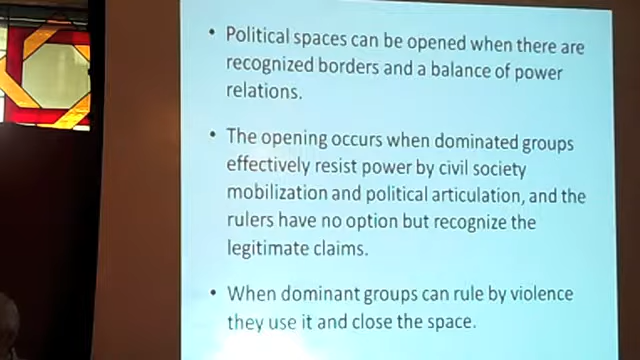 • Political spaces can be opened when there are
recognized borders and a balance of power
relations.
• The opening occurs when dominated groups
effectively resist power by civil society
mobilization and political articulation, and the
rulers have no option but recognize the
legitimate claims.
• When dominant groups can rule by violence
they use it and close the space.